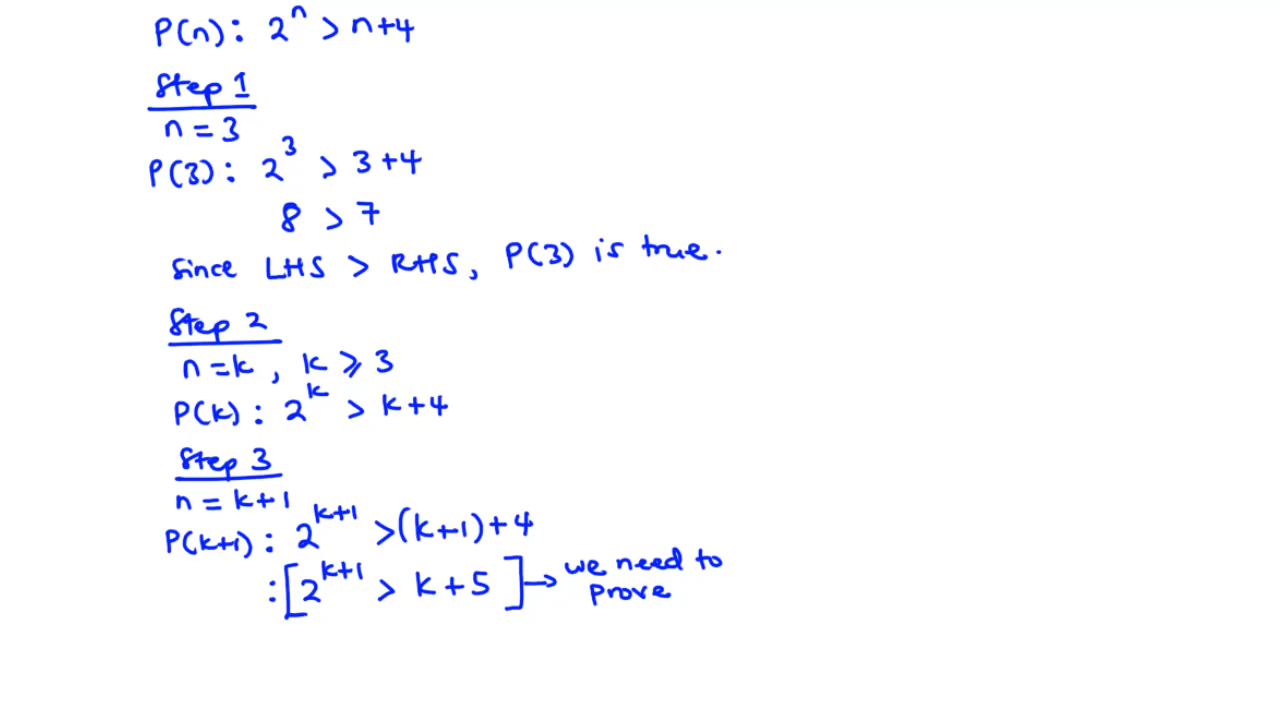 P(n): 2^n > n+4
Step 1
n = 3
P(3): 2^3 > 3+4
8 > 7
Since LHS > RHS, P(3) is true.
Step 2
n = k, k ⩾ 3
P(k): 2^k > k+4
Step 3
n = k+1
P(k+1): 2^{k+1} > (k+1)+4
: [2^{k+1} > k+5] → we need to
prove